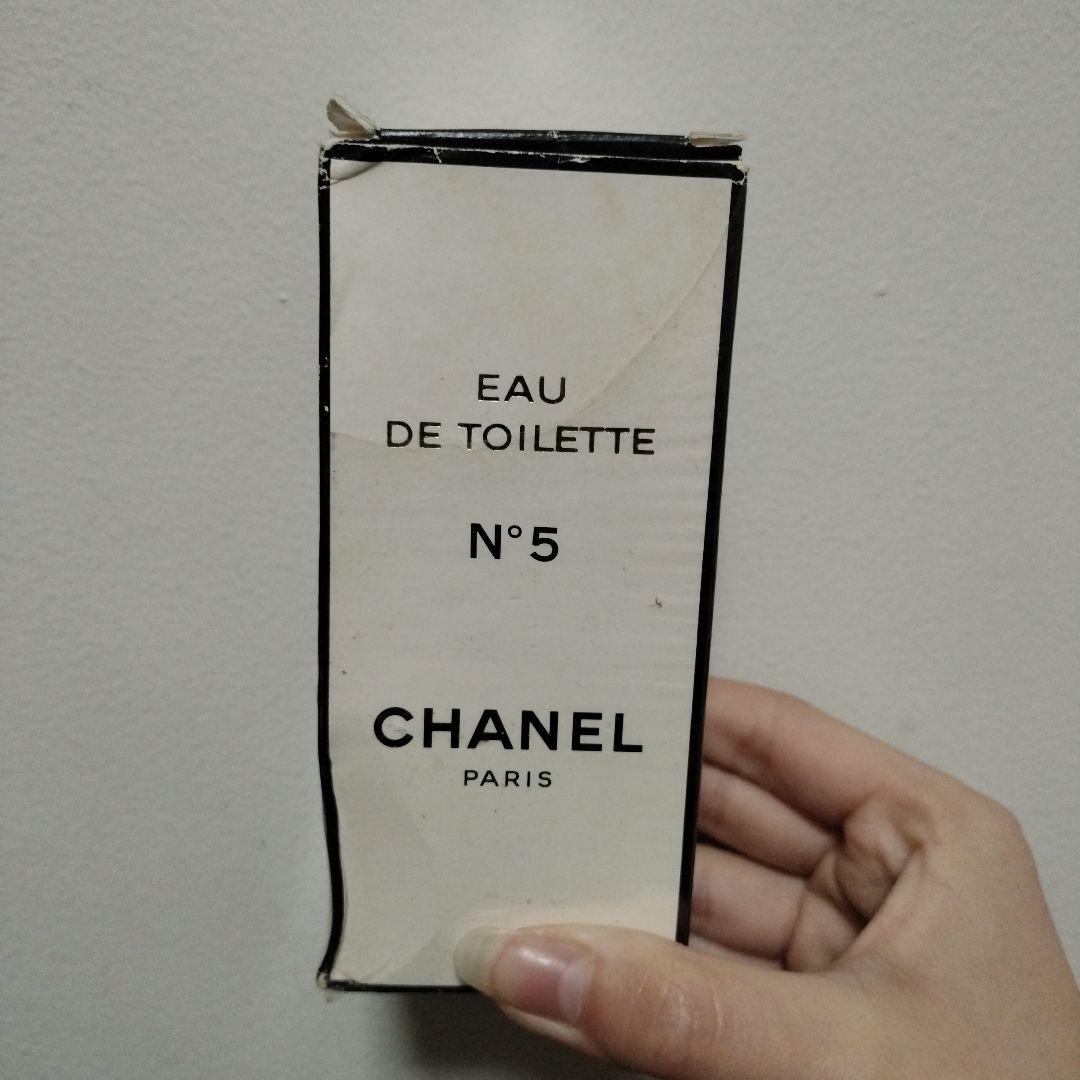 EAU
DE TOILETTE
N°5
CHANEL
PARIS